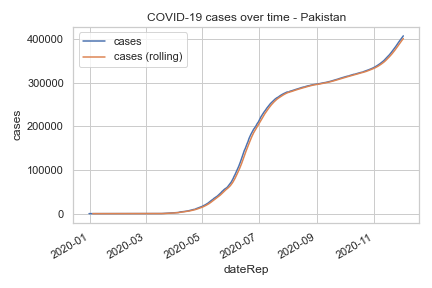 COVID-19 cases over time - Pakistan
cases
cases (rolling)
400000
300000
200000
100000
0
cases
2020-01
2020-03
2020-05
2020-07
2020-09
2020-11
dateRep